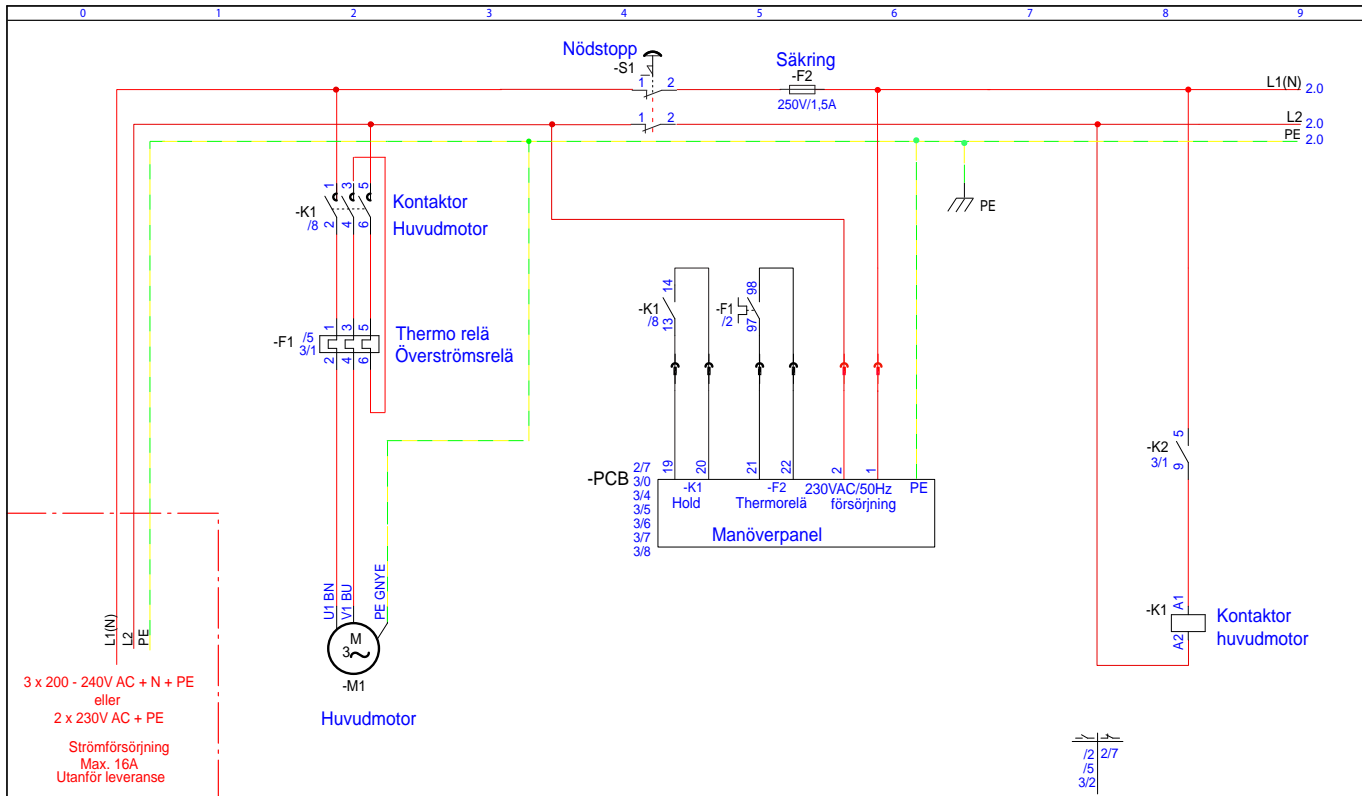 0 1 2 3 4 5 6 7 8 9
Nödstopp
-S1
1 2
1 2
Säkring
-F2
250V/1,5A
L1(N) 2.0
L2 2.0
PE 2.0
PE
1 3 5
-K1
/8
2 4 6
Kontaktor
Huvudmotor
14
-K1
/8
13
98
-F1
/2
97
-F1
/5
3/1
1 3 5
2 4 6
Thermo relä
Överströmsrelä
-PCB
2/7
3/0
3/4
3/5
3/6
3/7
3/8
19 20 21 22 2 1
-K1
Hold
-F2
Thermorelä
230VAC/50Hz
försörjning
PE
Manöverpanel
-K2
3/1
5
9
-K1
A1
A2
Kontaktor
huvudmotor
U1 BN
V1 BU
PE GNYE
M
3
-M1
Huvudmotor
L1(N)
L2
PE
3 x 200 - 240V AC + N + PE
eller
2 x 230V AC + PE
Strömförsörjning
Max. 16A
Utanför leveranse
/2 2/7
/5
3/2